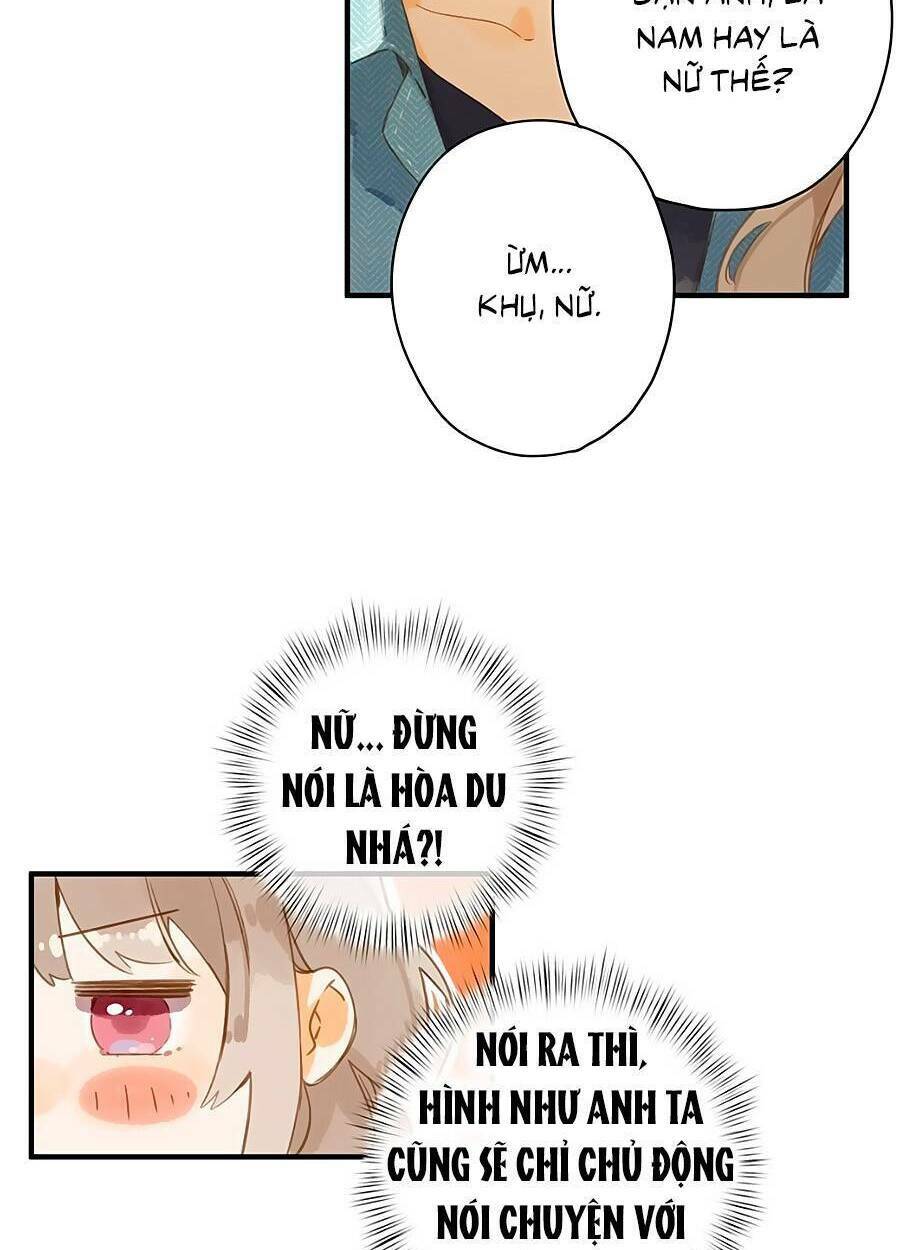 NAM HAY LÀ
NỮ THẾ?
ỪM...
KHỤ, NỮ.
NỮ... ĐỪNG
NÓI LÀ HÒA DU
NHÁ?!
NÓI RA THÌ,
HÌNH NHƯ ANH TA
CŨNG SẼ CHỈ CHỦ ĐỘNG
NÓI CHUYỆN VỚI